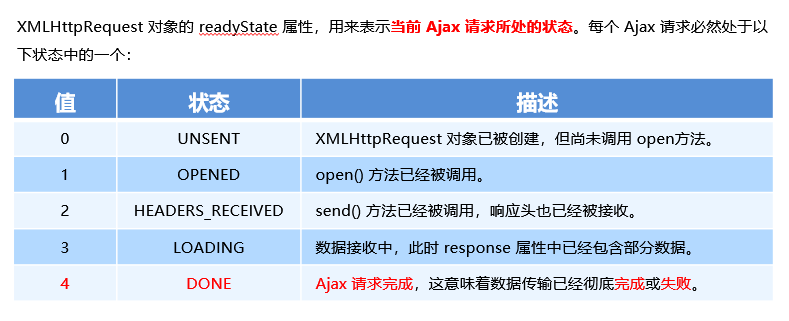 XMLHttpRequest 对象的 readyState 属性，用来表示当前 Ajax 请求所处的状态。每个 Ajax 请求必然处于以
下状态中的一个：
值 状态 描述
0 UNSENT XMLHttpRequest 对象已被创建，但尚未调用 open方法。
1 OPENED open() 方法已经被调用。
2 HEADERS_RECEIVED send() 方法已经被调用，响应头也已经被接收。
3 LOADING 数据接收中，此时 response 属性中已经包含部分数据。
4 DONE Ajax 请求完成，这意味着数据传输已经彻底完成或失败。